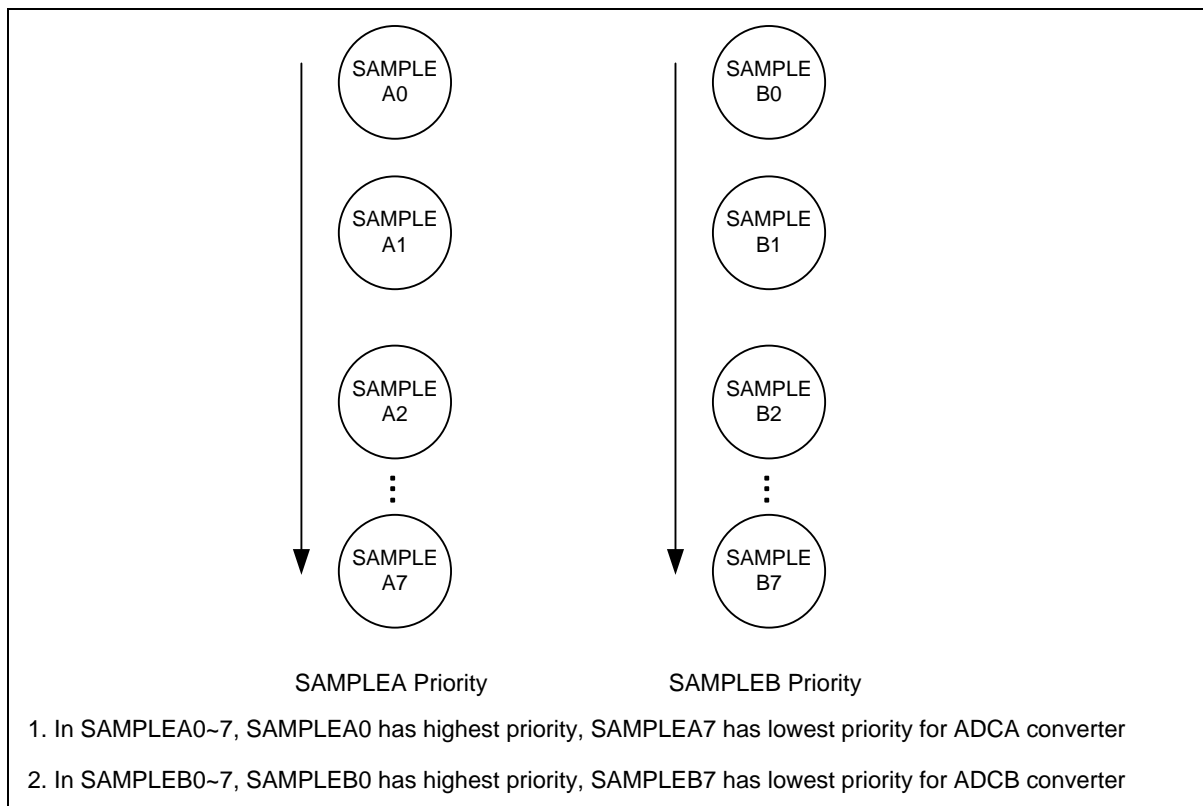 SAMPLE
A0
SAMPLE
B0
SAMPLE
A1
SAMPLE
B1
SAMPLE
A2
SAMPLE
B2
SAMPLE
A7
SAMPLE
B7
SAMPLEA Priority
SAMPLEB Priority
1. In SAMPLEA0~7, SAMPLEA0 has highest priority, SAMPLEA7 has lowest priority for ADCA converter
2. In SAMPLEB0~7, SAMPLEB0 has highest priority, SAMPLEB7 has lowest priority for ADCB converter